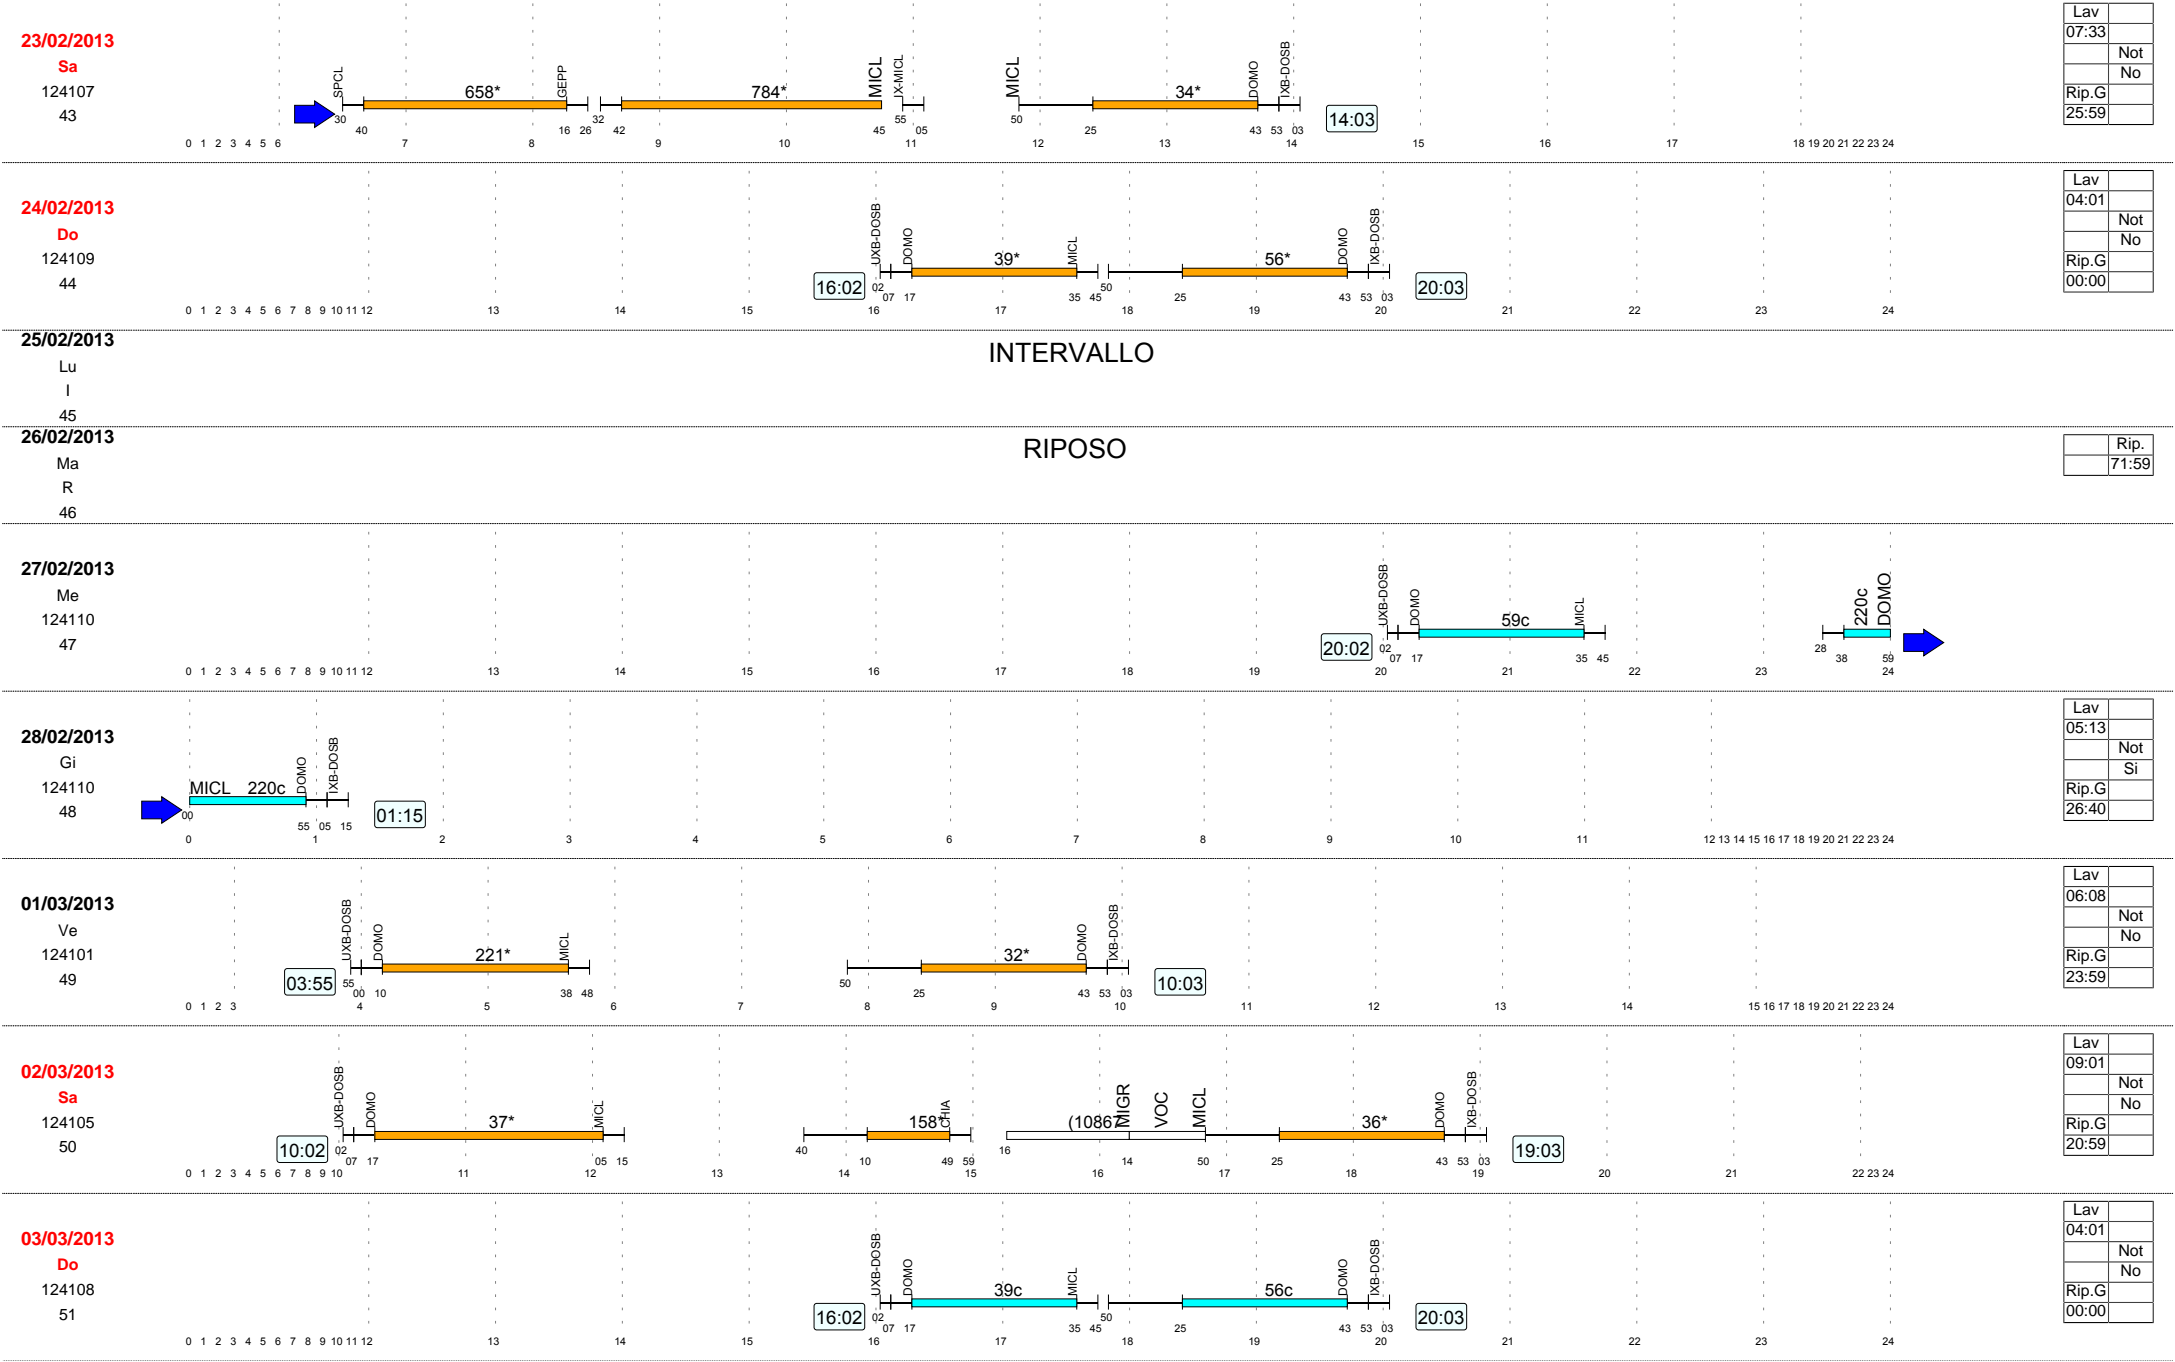 23/02/2013
Sa
124107
43
SPCL 658* GEPP 784* MICL IX-MICL MICL 34* DOMO IXB-DOSB
30 40 16 26 32 42 45 55 05 50 25 43 53 03
14:03
0 1 2 3 4 5 6 7 8 9 10 11 12 13 14 15 16 17 18 19 20 21 22 23 24
Lav
07:33
Not
No
Rip.G
25:59
24/02/2013
Do
124109
44
16:02
UXB-DOSB DOMO 39* MICL 56* DOMO IXB-DOSB
02 07 17 35 45 50 25 43 53 03
20:03
0 1 2 3 4 5 6 7 8 9 10 11 12 13 14 15 16 17 18 19 20 21 22 23 24
Lav
04:01
Not
No
Rip.G
00:00
25/02/2013
Lu
I
45
INTERVALLO
26/02/2013
Ma
R
46
RIPOSO
Rip.
71:59
27/02/2013
Me
124110
47
20:02
UXB-DOSB DOMO 59c MICL 220c DOMO
02 07 17 35 45 28 38 59
0 1 2 3 4 5 6 7 8 9 10 11 12 13 14 15 16 17 18 19 20 21 22 23 24
28/02/2013
Gi
124110
48
MICL 220c DOMO IXB-DOSB
00 55 05 15
01:15
0 1 2 3 4 5 6 7 8 9 10 11 12 13 14 15 16 17 18 19 20 21 22 23 24
Lav
05:13
Not
Si
Rip.G
26:40
01/03/2013
Ve
124101
49
03:55
UXB-DOSB DOMO 221* MICL 32* DOMO IXB-DOSB
55 00 10 38 48 50 25 43 53 03
10:03
0 1 2 3 4 5 6 7 8 9 10 11 12 13 14 15 16 17 18 19 20 21 22 23 24
Lav
06:08
Not
No
Rip.G
23:59
02/03/2013
Sa
124105
50
10:02
UXB-DOSB DOMO 37* MICL 158* CHIA (10867 MIGR VOC MICL 36* DOMO IXB-DOSB
02 07 17 05 15 40 10 49 59 16 14 50 25 43 53 03
19:03
0 1 2 3 4 5 6 7 8 9 10 11 12 13 14 15 16 17 18 19 20 21 22 23 24
Lav
09:01
Not
No
Rip.G
20:59
03/03/2013
Do
124108
51
16:02
UXB-DOSB DOMO 39c MICL 56c DOMO IXB-DOSB
02 07 17 35 45 50 25 43 53 03
20:03
0 1 2 3 4 5 6 7 8 9 10 11 12 13 14 15 16 17 18 19 20 21 22 23 24
Lav
04:01
Not
No
Rip.G
00:00